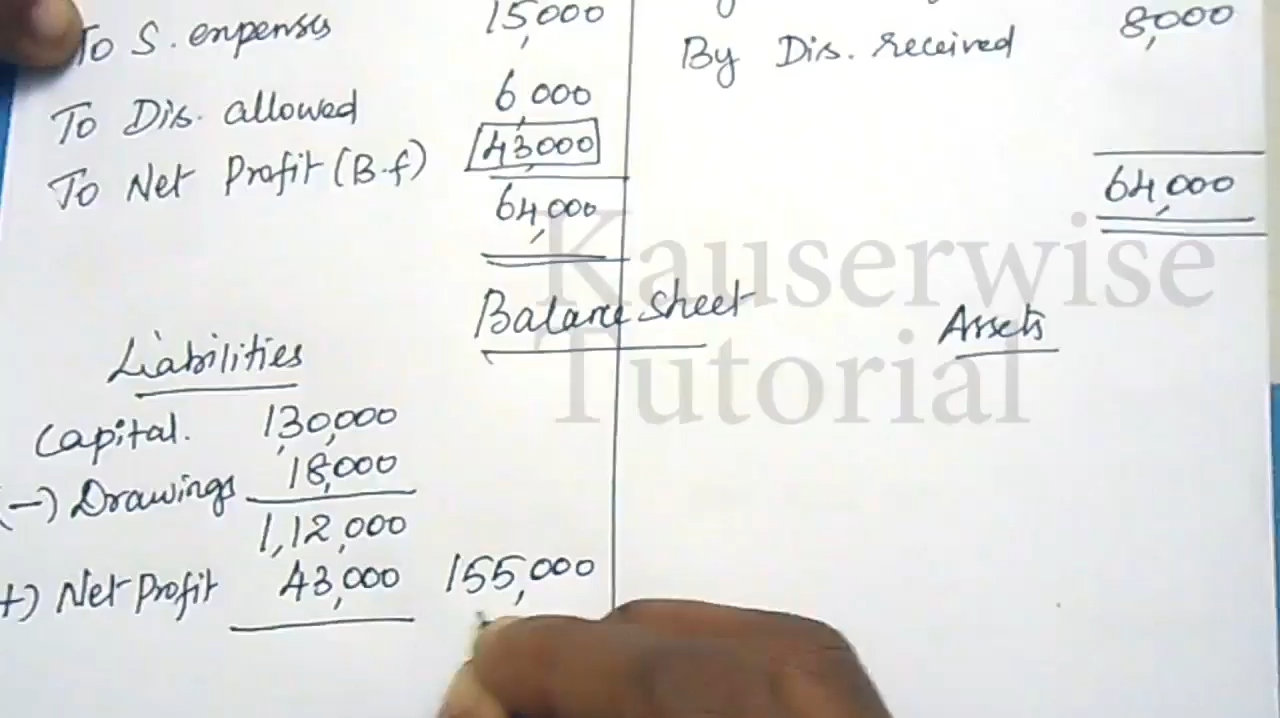 To S. expenses 15,000
By Dis. received 8,000
To Dis. allowed 6,000
To Net Profit (B.f) 43,000
64,000 64,000
Kauserwise
Tutorial
Balance Sheet
Liabilities Assets
Capital. 1,30,000
(-) Drawings 18,000
1,12,000
+) Net Profit 43,000 155,000